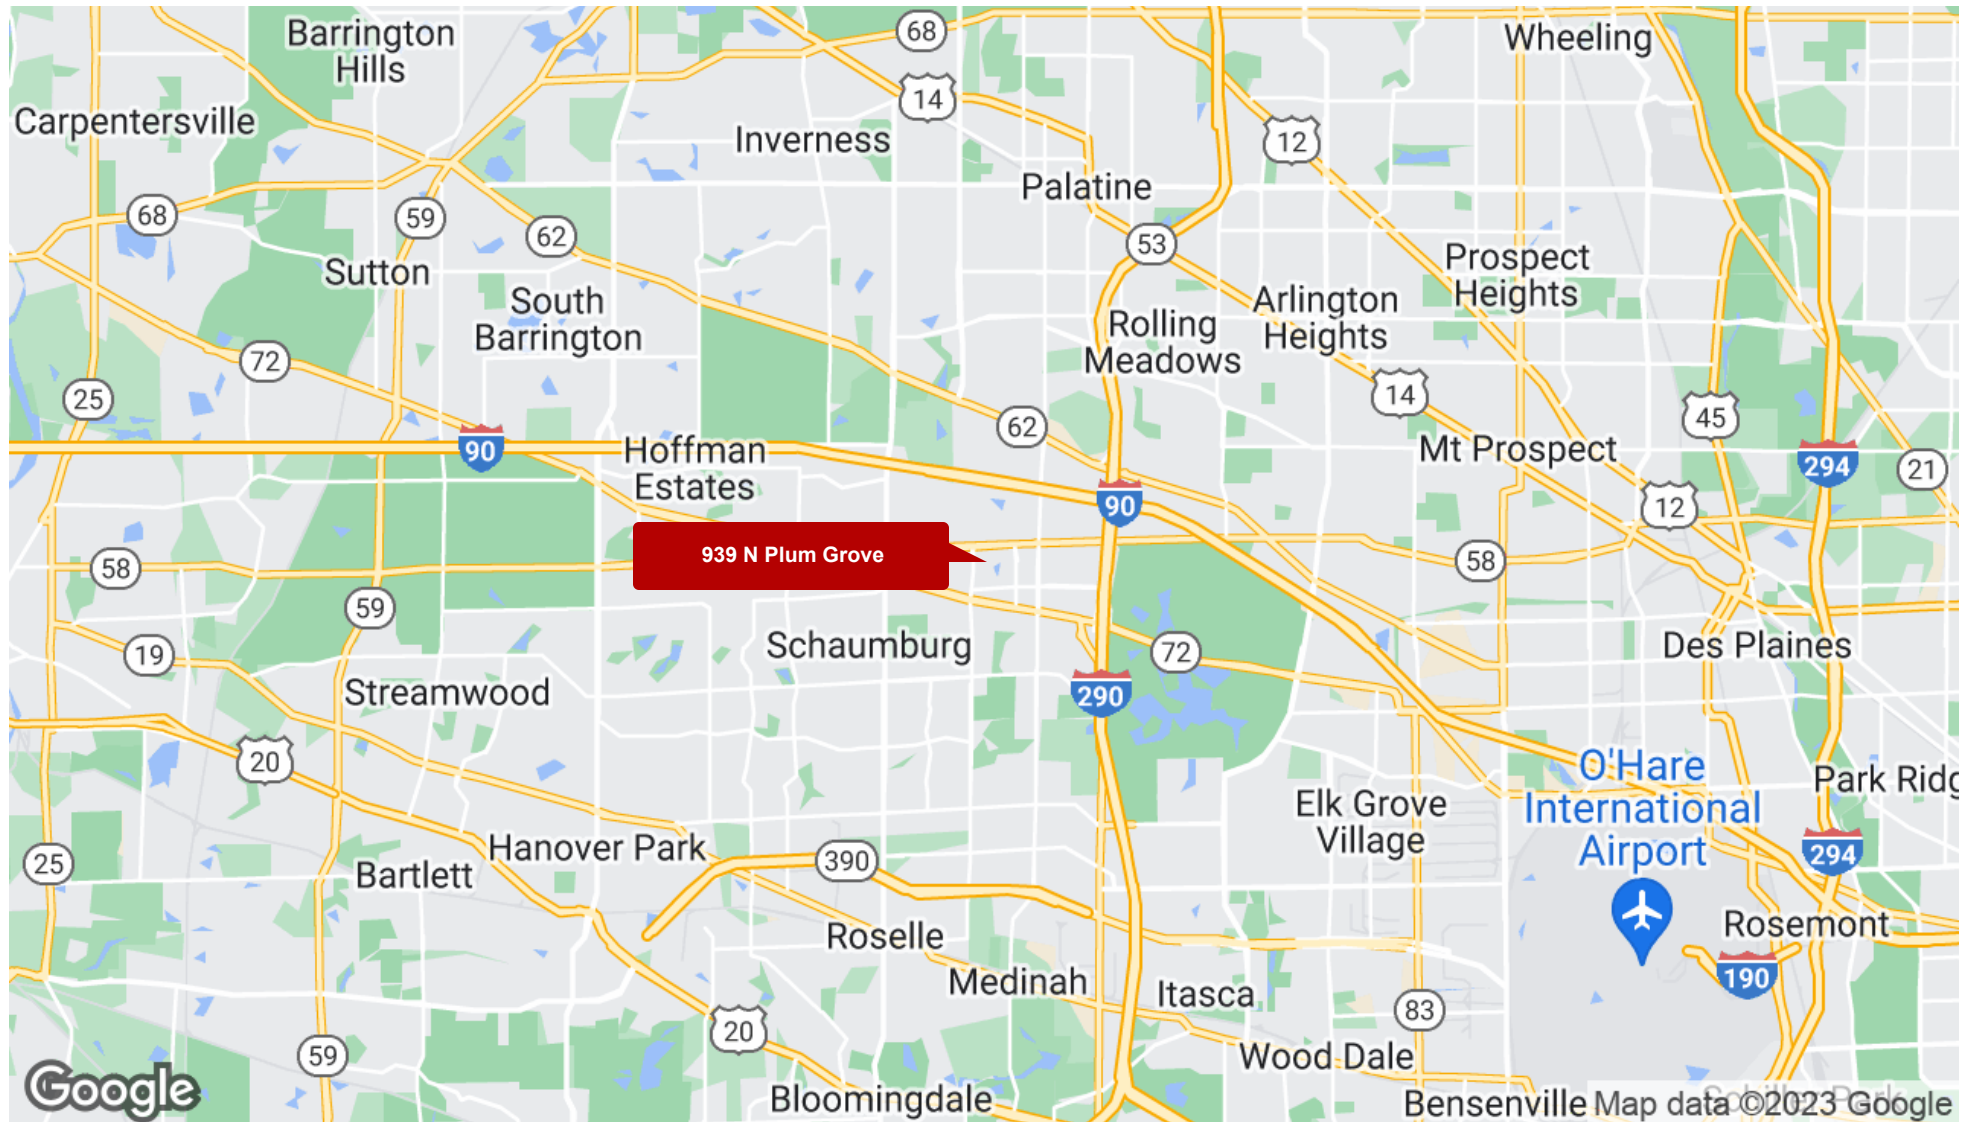 Barrington
Hills
68
Wheeling
14
Carpentersville
Inverness
12
Palatine
68
59
62
53
Sutton
Prospect
Heights
South
Barrington
Arlington
Heights
Rolling
Meadows
72
25
14
45
62
90
Hoffman
Estates
Mt Prospect
294
21
90
12
939 N Plum Grove
58
58
59
19
Schaumburg
72
Des Plaines
Streamwood
290
20
O'Hare
International
Airport
Park Ridg
Elk Grove
Village
25
Bartlett
Hanover Park
390
294
Roselle
Rosemont
Medinah
Itasca
190
20
83
59
Wood Dale
Google
Bloomingdale
Bensenville
Schiller Park
Map data ©2023 Google